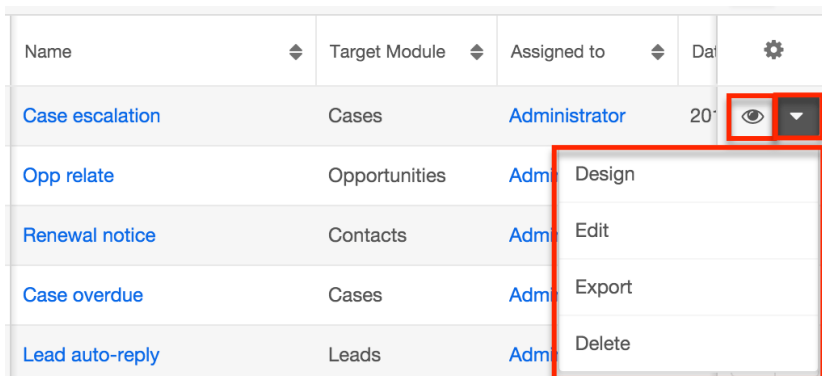 Name Target Module Assigned to Dat
Case escalation Cases Administrator 201
Opp relate Opportunities Admi Design
Renewal notice Contacts Admi Edit
Case overdue Cases Admi Export
Lead auto-reply Leads Admi Delete